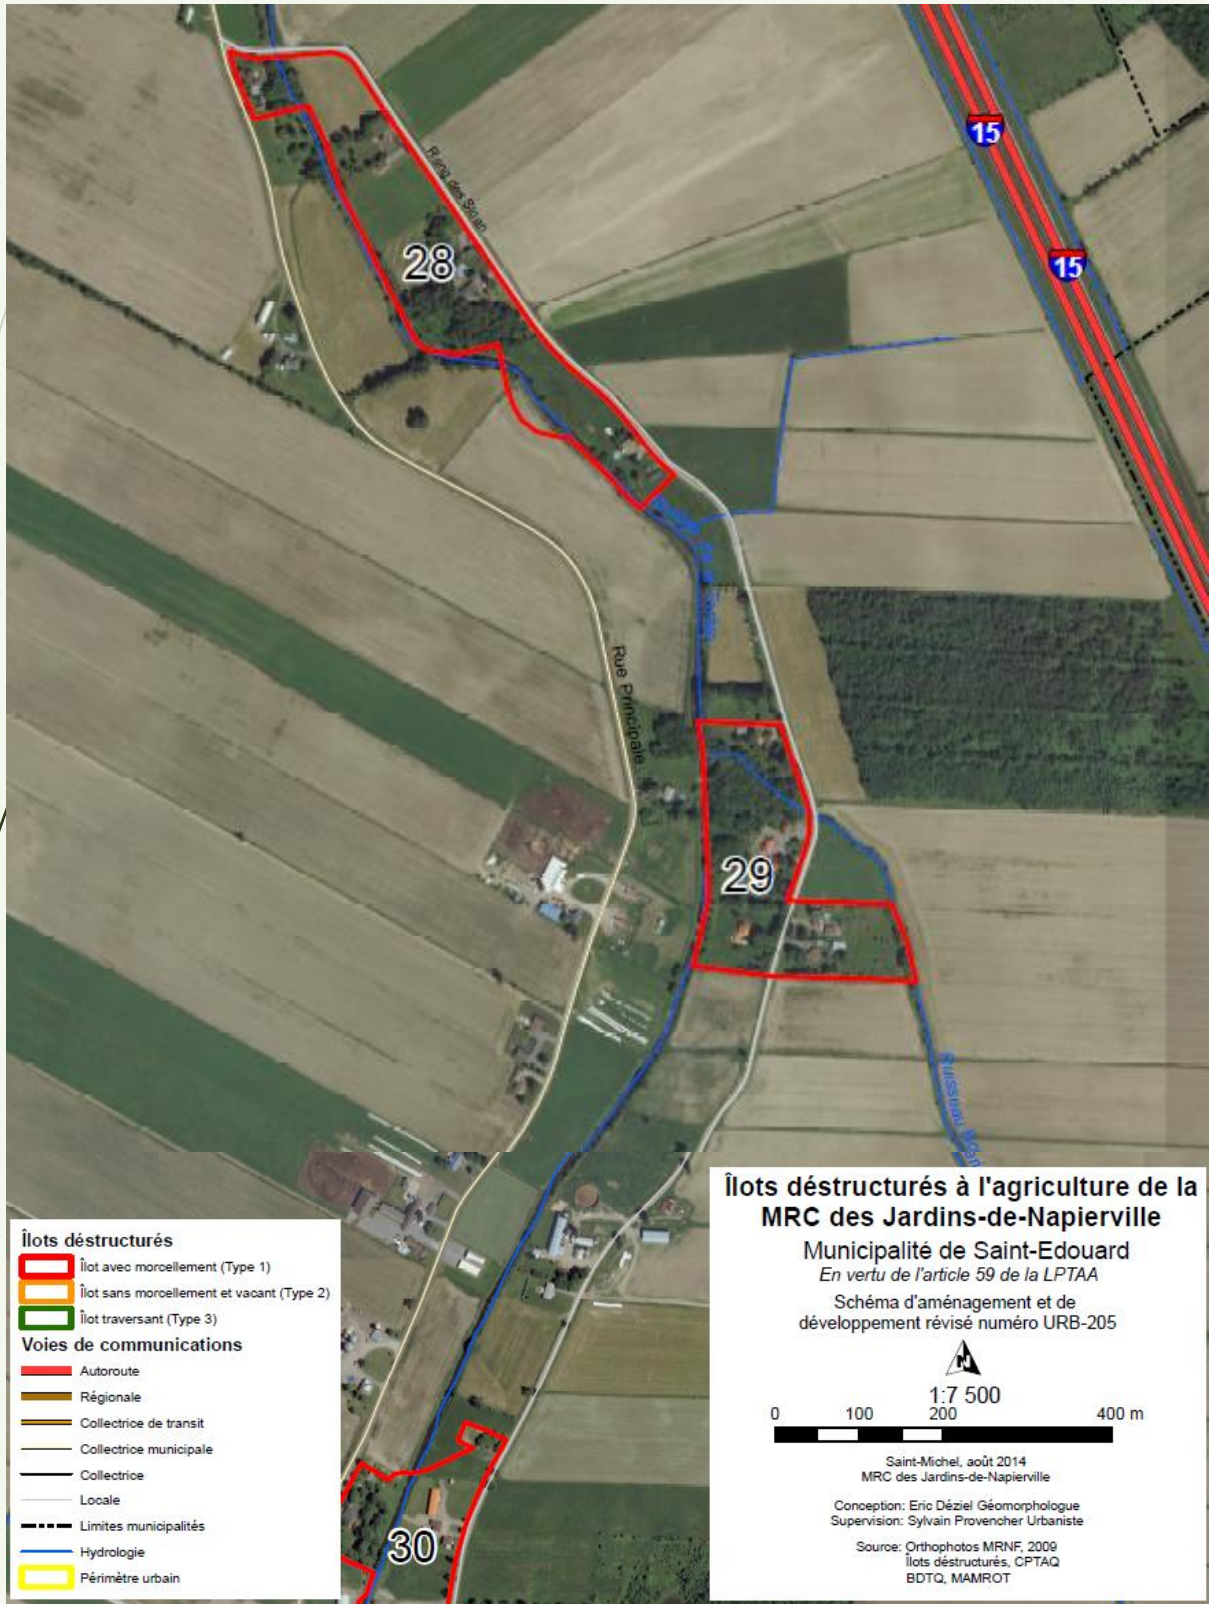 15
15
Rang des Sloan
28
Rue Principale
29
Ruisseau
30
Îlots déstructurés
Îlot avec morcellement (Type 1)
Îlot sans morcellement et vacant (Type 2)
Îlot traversant (Type 3)
Voies de communications
Autoroute
Régionale
Collectrice de transit
Collectrice municipale
Collectrice
Locale
Limites municipalités
Hydrologie
Périmètre urbain
Îlots déstructurés à l'agriculture de la
MRC des Jardins-de-Napierville
Municipalité de Saint-Edouard
En vertu de l'article 59 de la LPTAA
Schéma d'aménagement et de
développement révisé numéro URB-205
N
1:7 500
0 100 200 400 m
Saint-Michel, août 2014
MRC des Jardins-de-Napierville
Conception: Eric Déziel Géomorphologue
Supervision: Sylvain Provencher Urbaniste
Source: Orthophotos MRNF, 2009
Îlots déstructurés, CPTAQ
BDTQ, MAMROT